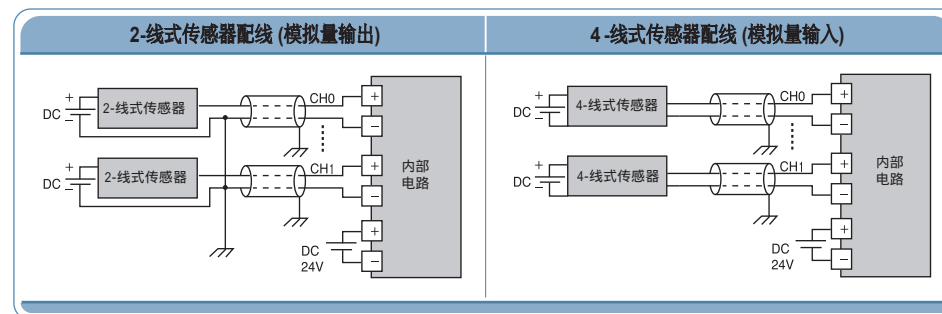 2-线式传感器配线 (模拟量输出)
4-线式传感器配线 (模拟量输入)
DC
+
−
2-线式传感器
CH0
+
−
DC
+
−
2-线式传感器
CH1
+
−
内部
电路
DC
24V
+
−
DC
+
−
4-线式传感器
CH0
+
−
DC
+
−
4-线式传感器
CH1
+
−
内部
电路
DC
24V
+
−